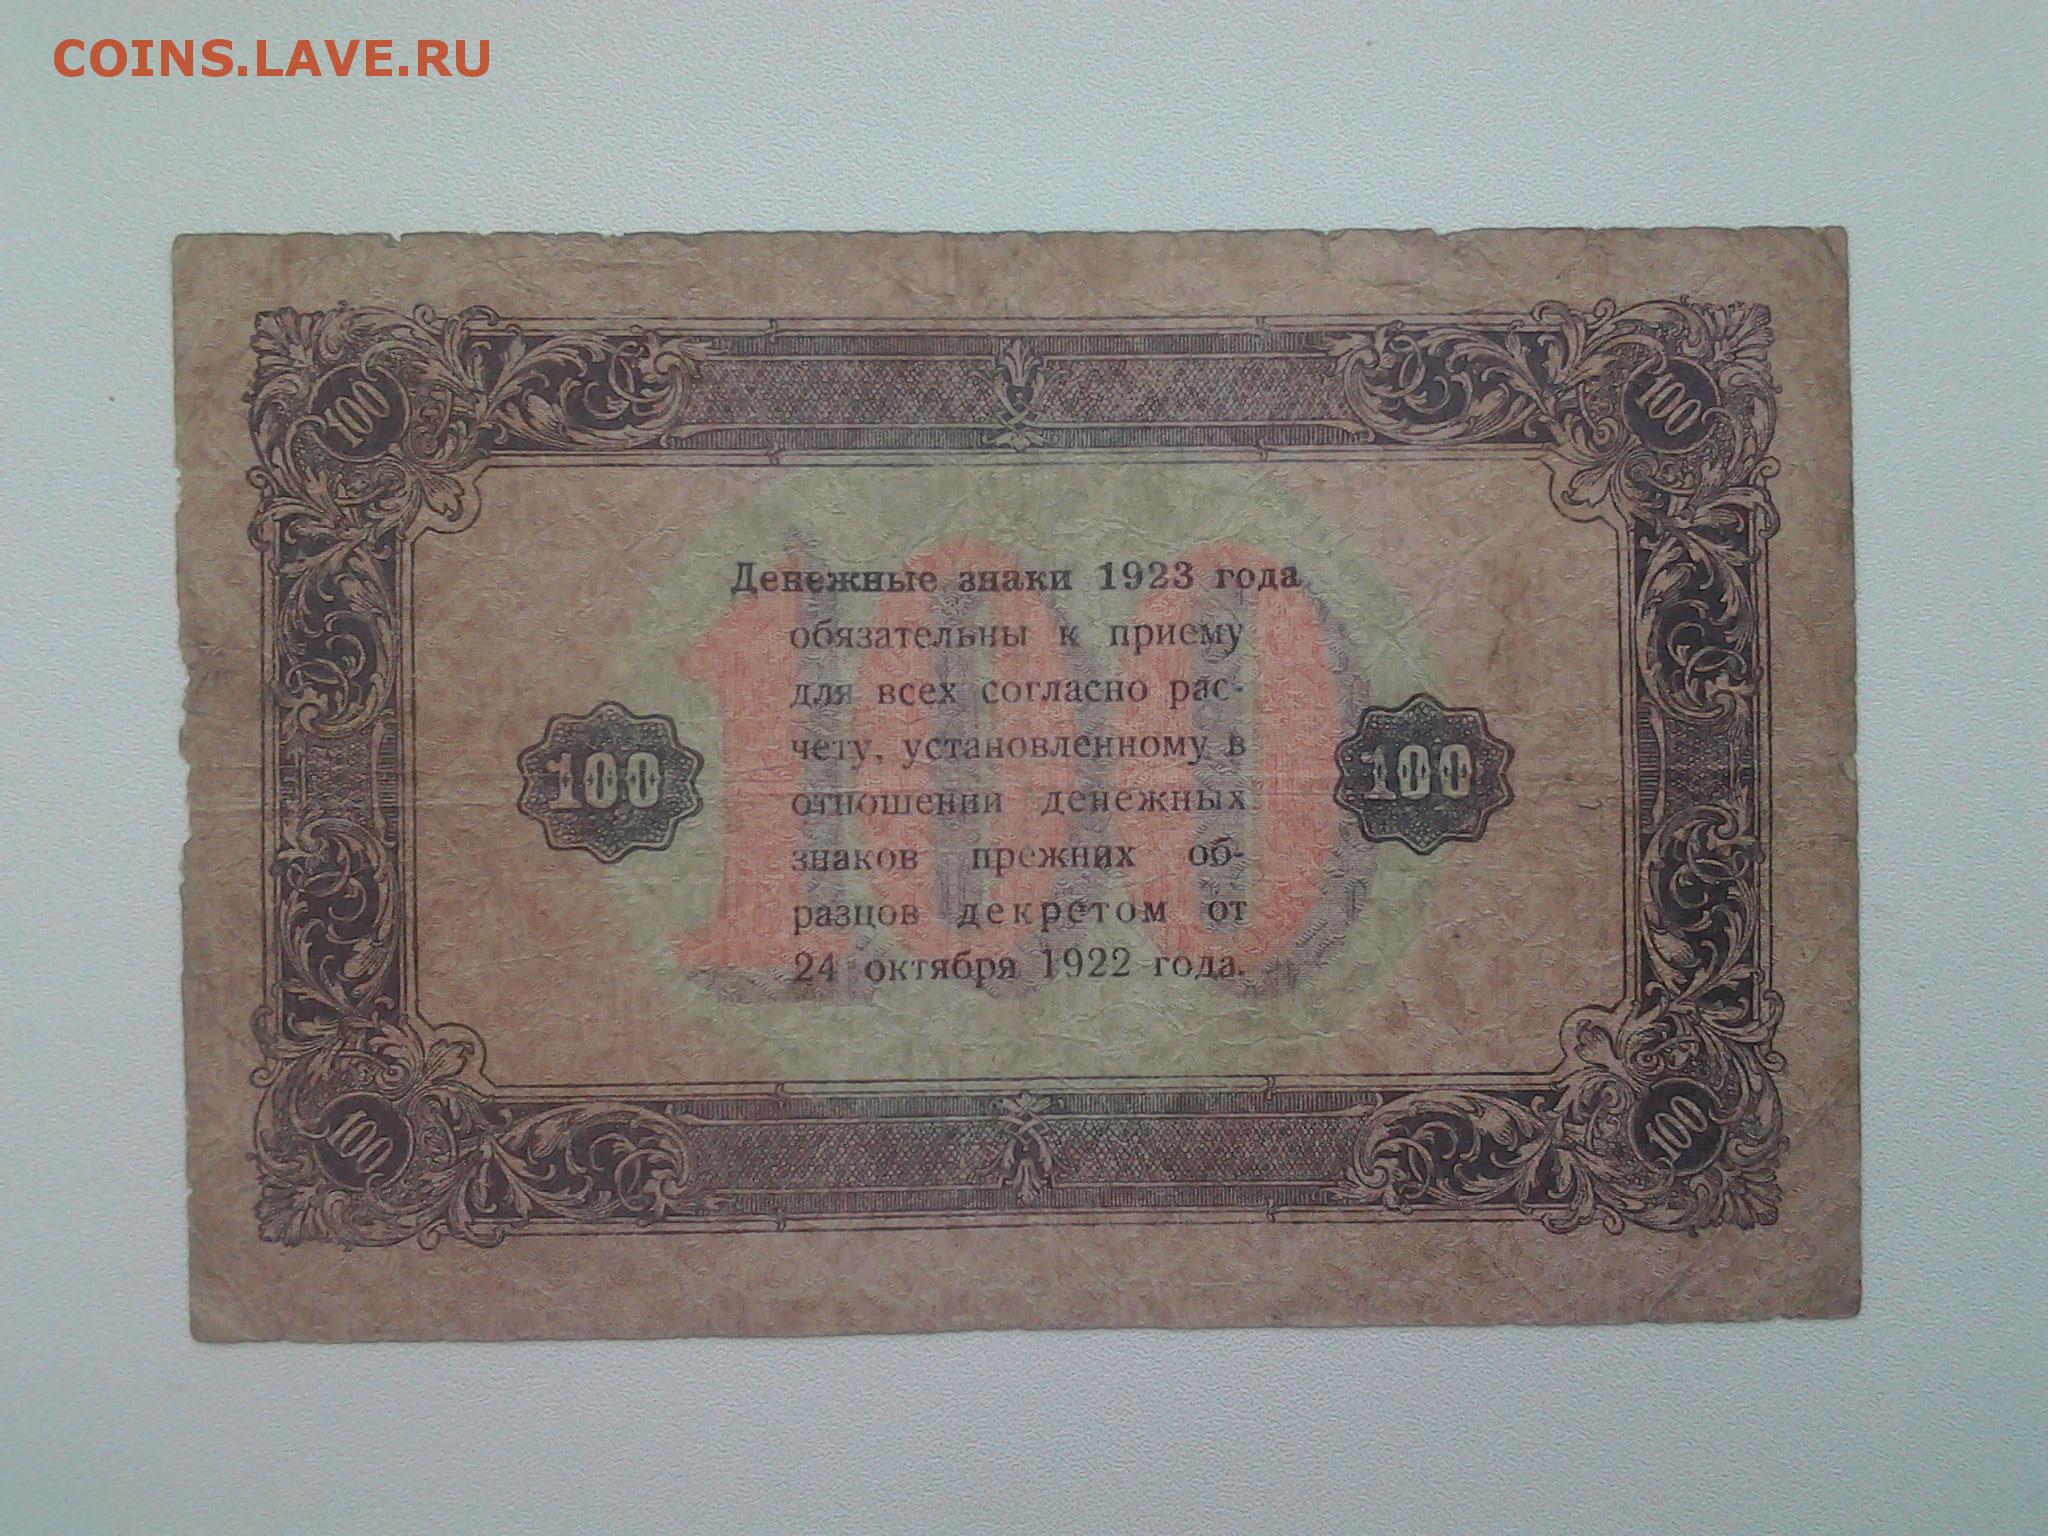 COINS.LAVE.RU
100 100
Денежные знаки 1923 года
обязательны к приему
для всех согласно рас-
чету, установленному в
отношении денежных
знаков прежних об-
разцов декретом от
24 октября 1922 года.
100
100 100
100 100